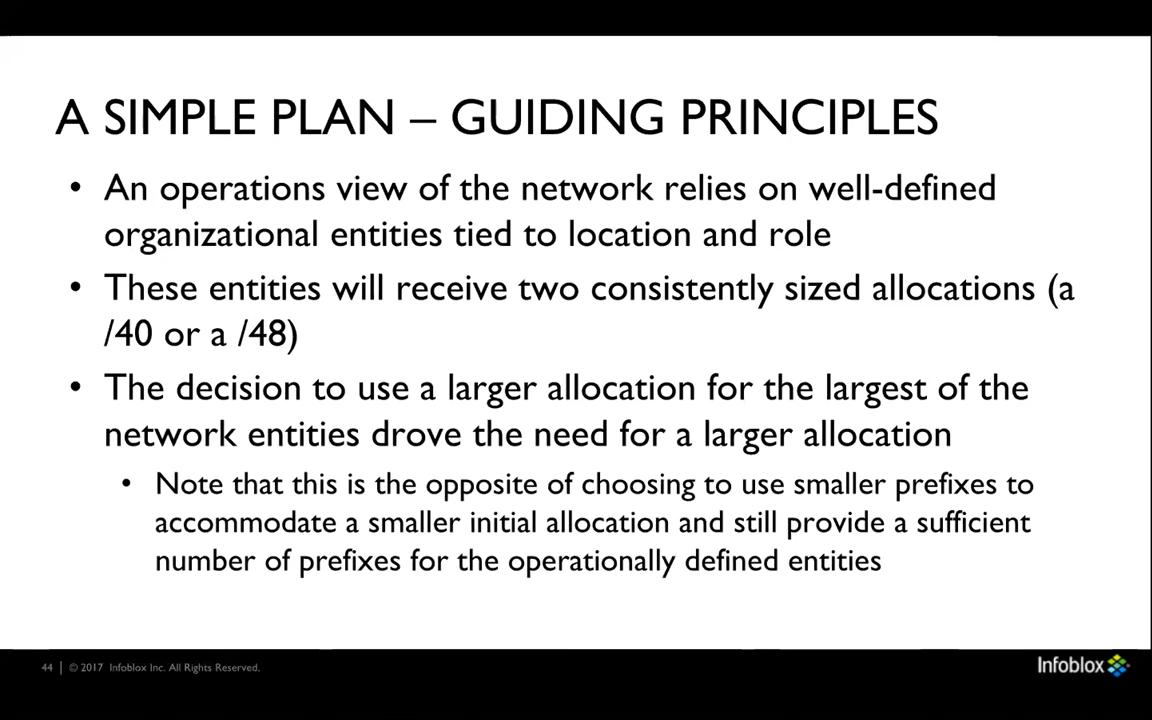 A SIMPLE PLAN – GUIDING PRINCIPLES
• An operations view of the network relies on well-defined
organizational entities tied to location and role
• These entities will receive two consistently sized allocations (a
/40 or a /48)
• The decision to use a larger allocation for the largest of the
network entities drove the need for a larger allocation
• Note that this is the opposite of choosing to use smaller prefixes to
accommodate a smaller initial allocation and still provide a sufficient
number of prefixes for the operationally defined entities
44 | © 2017 Infoblox Inc. All Rights Reserved.
Infoblox